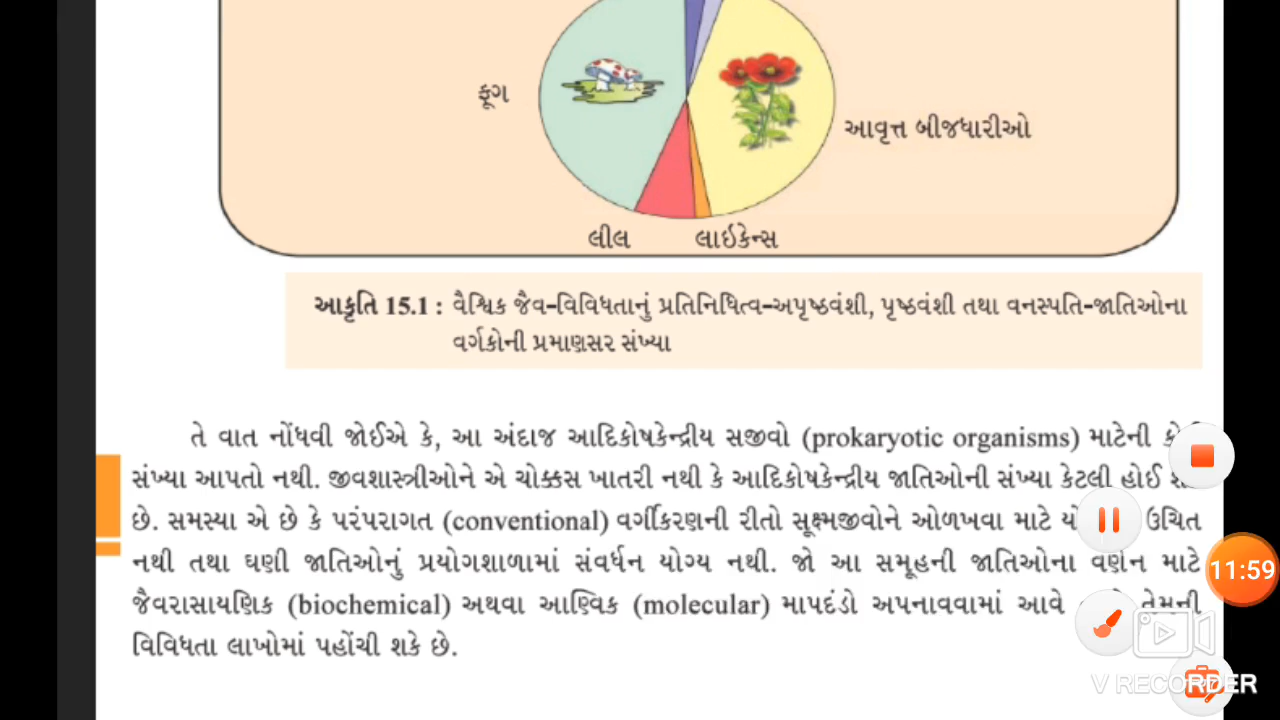 ફૂગ
આવૃત્ત બીજધારીઓ
લીલ લાઇકેન્સ
આકૃતિ 15.1 : વૈશ્વિક જૈવ-વિવિધતાનું પ્રતિનિધિત્વ-અપૃષ્ઠવંશી, પૃષ્ઠવંશી તથા વનસ્પતિ-જાતિઓના
વર્ગકોની પ્રમાણસર સંખ્યા
તે વાત નોંધવી જોઈએ કે, આ અંદાજ આદિકોષકેન્દ્રીય સજીવો (prokaryotic organisms) માટેની
સંખ્યા આપતો નથી. જીવશાસ્ત્રીઓને એ ચોક્કસ ખાતરી નથી કે આદિકોષકેન્દ્રીય જાતિઓની સંખ્યા કેટલી હોઈ
છે. સમસ્યા એ છે કે પરંપરાગત (conventional) વર્ગીકરણની રીતો સૂક્ષ્મજીવોને ઓળખવા માટે ઉચિત
નથી તથા ઘણી જાતિઓનું પ્રયોગશાળામાં સંવર્ધન યોગ્ય નથી. જો આ સમૂહની જાતિઓના વર્ણન માટે
જૈવરાસાયણિક (biochemical) અથવા આણ્વિક (molecular) માપદંડો અપનાવવામાં આવે તેમની
વિવિધતા લાખોમાં પહોંચી શકે છે.
11:59
V RECORDER